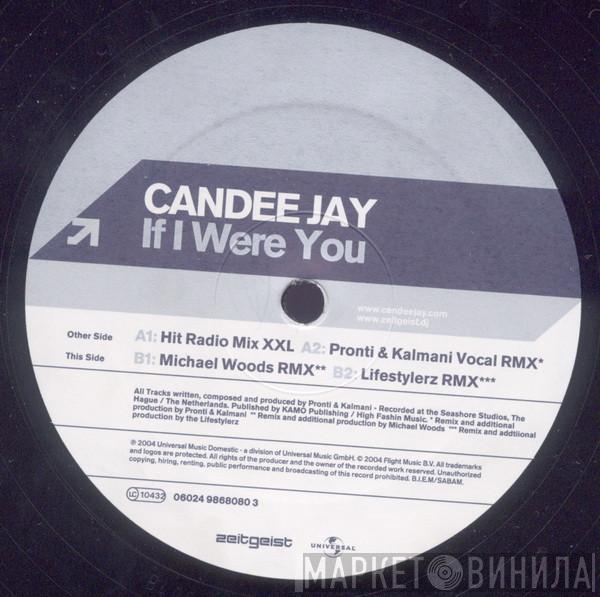 CANDEE JAY
If I Were You
www.candeejay.com
www.zeitgeist.dj
Other Side A1: Hit Radio Mix XXL A2: Pronti & Kalmani Vocal RMX*
This Side B1: Michael Woods RMX** B2: Lifestylerz RMX***
All Tracks written, composed and produced by Pronti & Kalmani - Recorded at the Seashore Studios, The
Hague / The Netherlands. Published by KAMO Publishing / High Fashin Music. * Remix and additional
production by Pronti & Kalmani ** Remix and additional production by Michael Woods *** Remix and addtiional
production by the Lifestylerz
℗ 2004 Universal Music Domestic - a division of Universal Music GmbH. © 2004 Flight Music B.V. All trademarks
and logos are protected. All rights of the producer and the owner of the recorded work reserved. Unauthorized
copying, hiring, renting, public performance and broadcasting of this record prohibited. B.I.E.M/SABAM.
LC 10432 06024 9868080 3
zeitgeist UNIVERSAL
МАРКЕТ ВИНИЛА